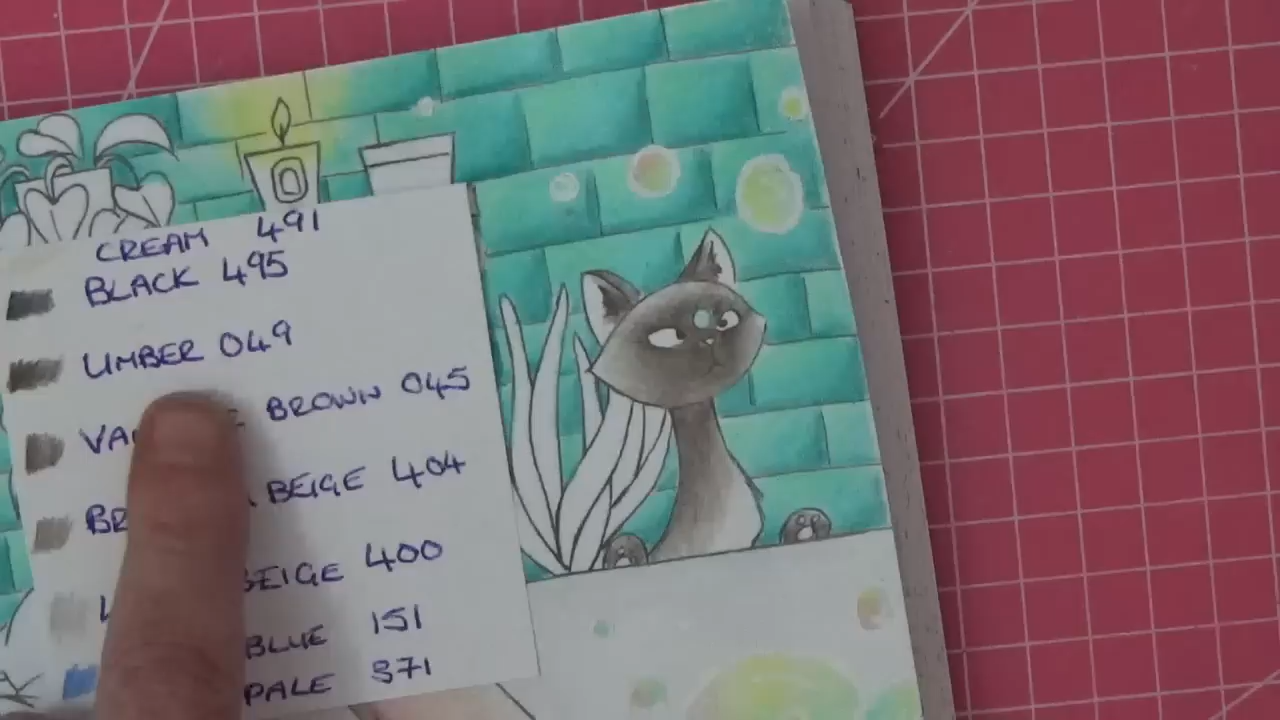 CREAM 491
BLACK 495
UMBER 049
BROWN 045
BEIGE 404
BEIGE 400
BLUE 151
PALE 371